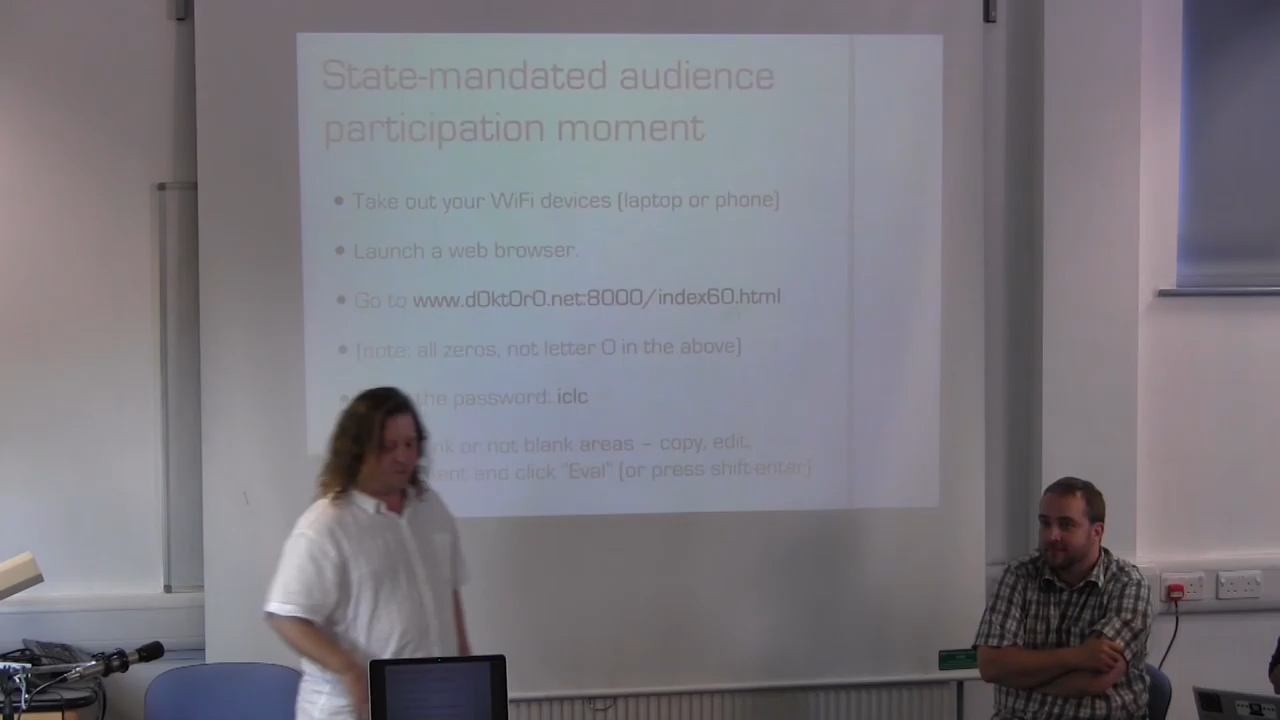 State-mandated audience
participation moment
• Take out your WiFi devices (laptop or phone)
• Launch a web browser.
• Go to www.d0kt0r0.net:8000/index60.html
• (note: all zeros, not letter O in the above)
• the password: iclc
or not blank areas – copy, edit,
and click "Eval" (or press shift-enter)